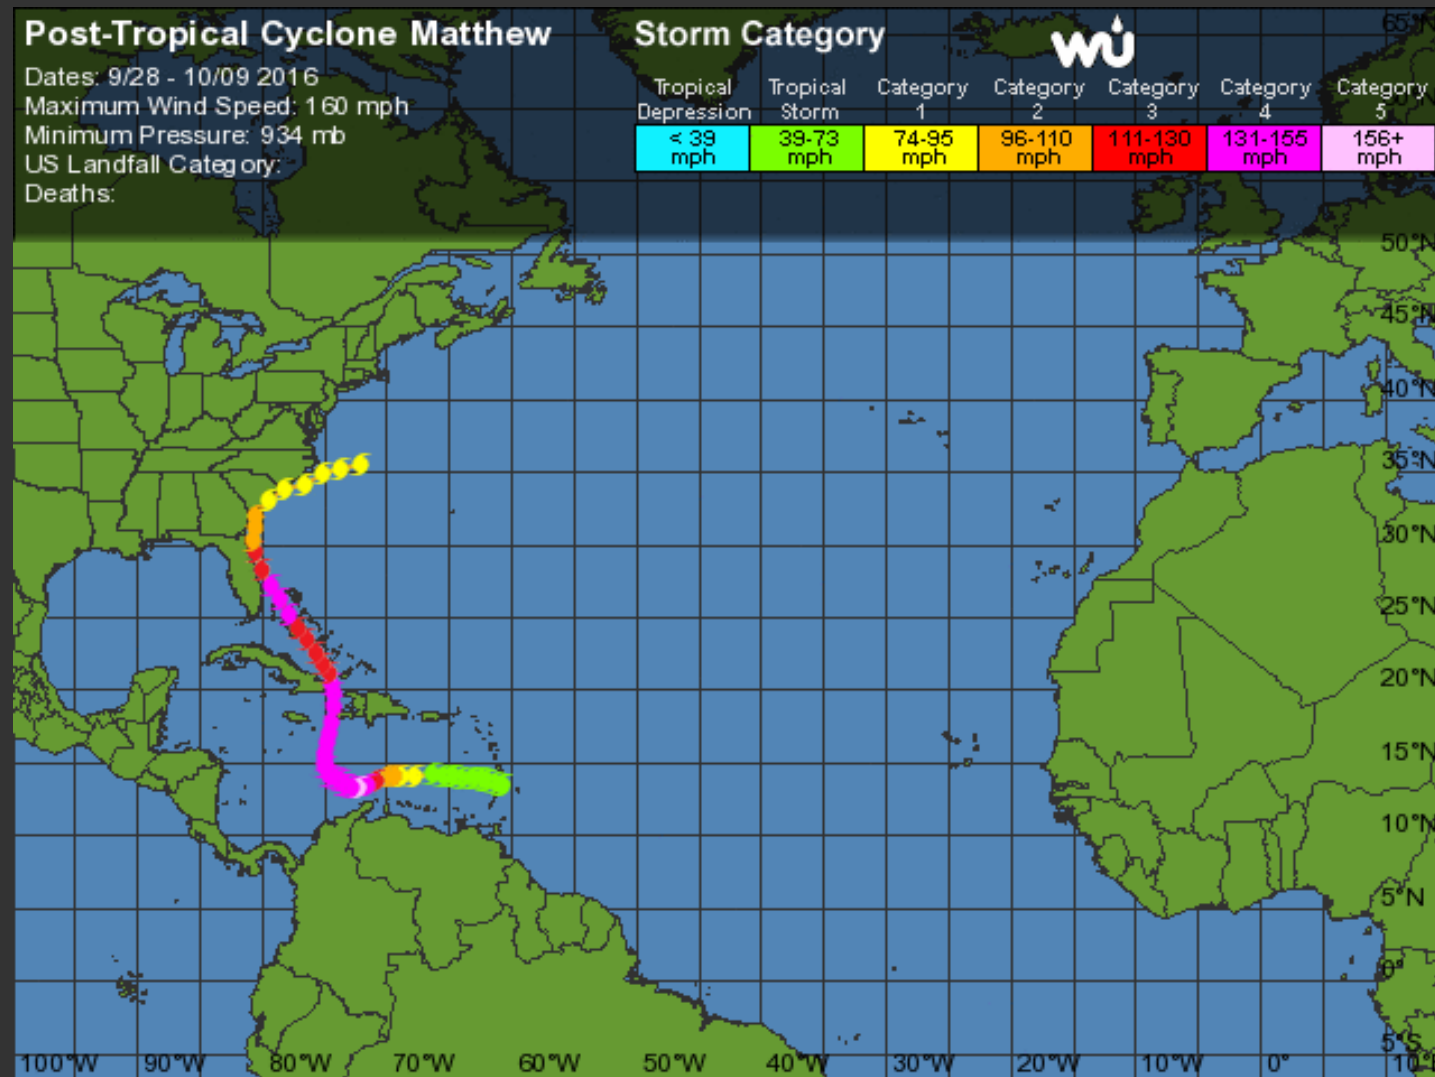 Post-Tropical Cyclone Matthew
Dates: 9/28 - 10/09 2016
Maximum Wind Speed: 160 mph
Minimum Pressure: 934 mb
US Landfall Category:
Deaths:
Storm Category
wu
Tropical Depression
< 39 mph
Tropical Storm
39-73 mph
Category 1
74-95 mph
Category 2
96-110 mph
Category 3
111-130 mph
Category 4
131-155 mph
Category 5
156+ mph
65°N
50°N
45°N
40°N
35°N
30°N
25°N
20°N
15°N
10°N
5°N
0°
5°S
100°W 90°W 80°W 70°W 60°W 50°W 40°W 30°W 20°W 10°W 0° 10°